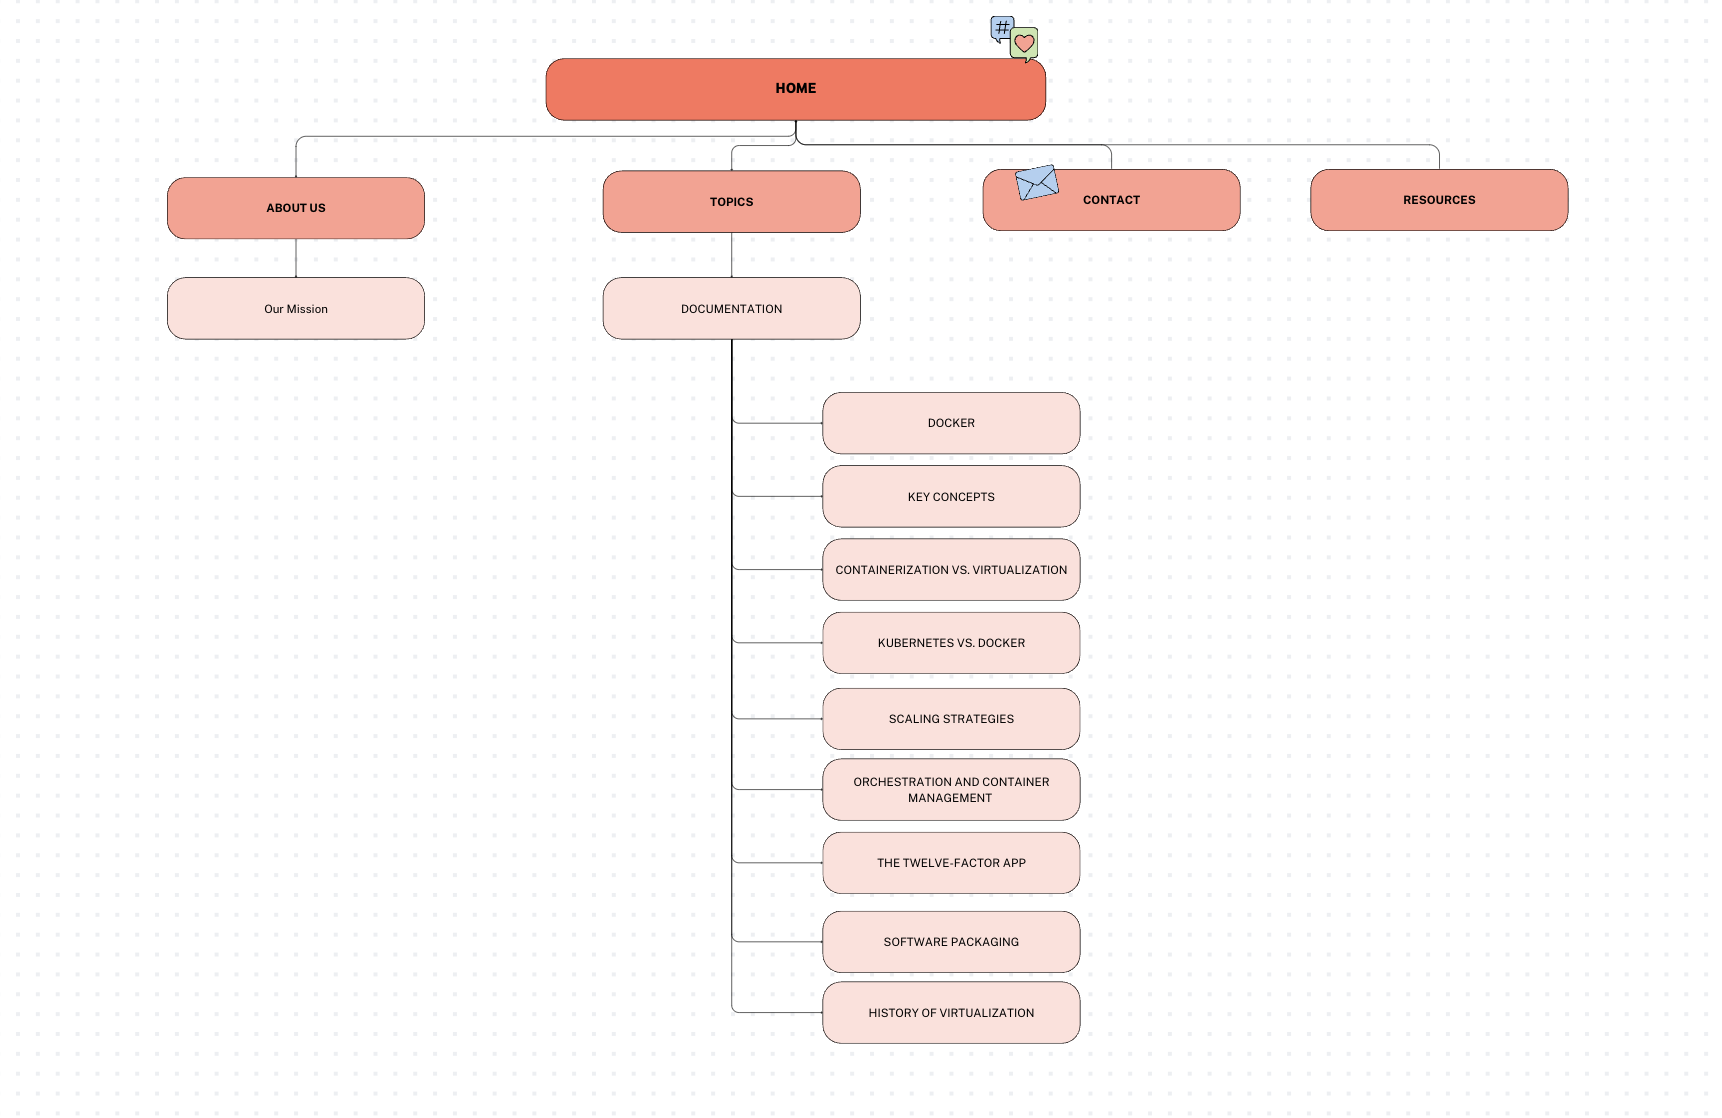 #
HOME
ABOUT US
TOPICS
CONTACT
RESOURCES
Our Mission
DOCUMENTATION
DOCKER
KEY CONCEPTS
CONTAINERIZATION VS. VIRTUALIZATION
KUBERNETES VS. DOCKER
SCALING STRATEGIES
ORCHESTRATION AND CONTAINER
MANAGEMENT
THE TWELVE-FACTOR APP
SOFTWARE PACKAGING
HISTORY OF VIRTUALIZATION